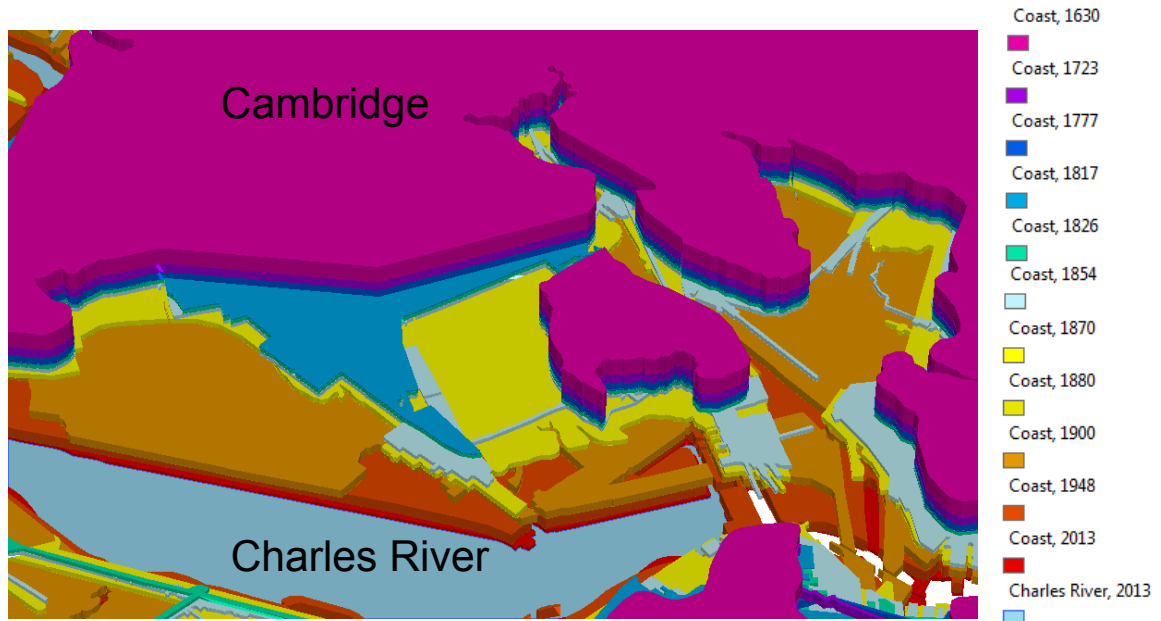 Cambridge
Charles River
Coast, 1630
Coast, 1723
Coast, 1777
Coast, 1817
Coast, 1826
Coast, 1854
Coast, 1870
Coast, 1880
Coast, 1900
Coast, 1948
Coast, 2013
Charles River, 2013